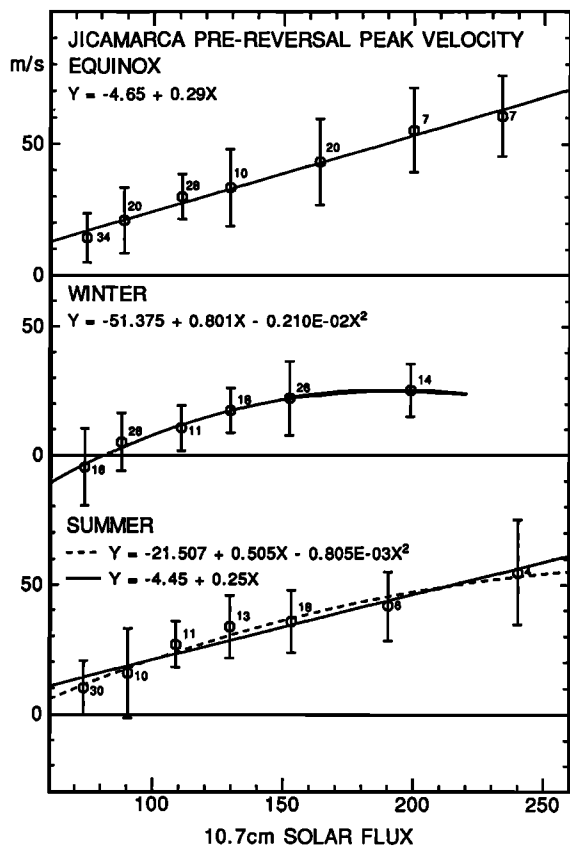 JICAMARCA PRE-REVERSAL PEAK VELOCITY
m/s
EQUINOX
Y = -4.65 + 0.29X
50
7
7
20
10
28
20
34
0
WINTER
Y = -51.375 + 0.801X - 0.210E-02X²
50
26
14
18
28
11
0
16
SUMMER
Y = -21.507 + 0.505X - 0.805E-03X²
Y = -4.45 + 0.25X
50
4
6
19
13
11
10
30
0
100 150 200 250
10.7cm SOLAR FLUX